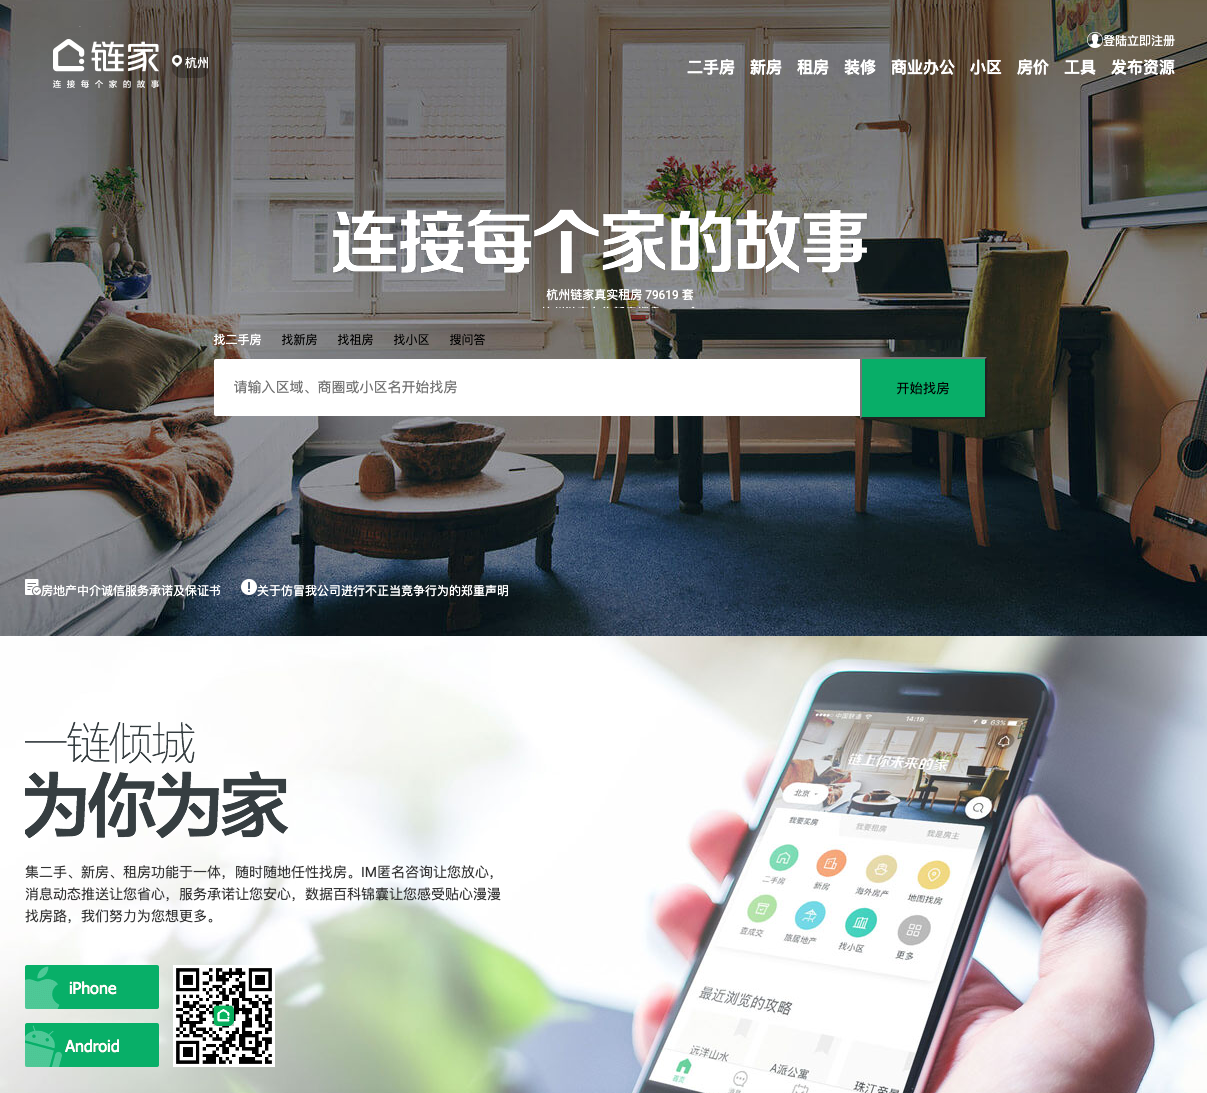 链家
连接每个家的故事
杭州
登陆立即注册
二手房 新房 租房 装修 商业办公 小区 房价 工具 发布资源
连接每个家的故事
杭州链家真实租房 79619 套
找二手房 找新房 找祖房 找小区 搜问答
请输入区域、商圈或小区名开始找房
开始找房
房地产中介诚信服务承诺及保证书 关于仿冒我公司进行不正当竞争行为的郑重声明
一链倾城
为你为家
集二手、新房、租房功能于一体，随时随地任性找房。IM匿名咨询让您放心，
消息动态推送让您省心，服务承诺让您安心，数据百科锦囊让您感受贴心漫漫
找房路，我们努力为您想更多。
iPhone
Android
中国联通 14:18 63%
链上你未来的家
北京
我要买房 我要租房 我是房主
二手房 新房 海外房产 地图找房
查成交 旅居地产 找小区 更多
最近浏览的攻略
远洋山水 A派公寓 珠江帝景
首页 消息